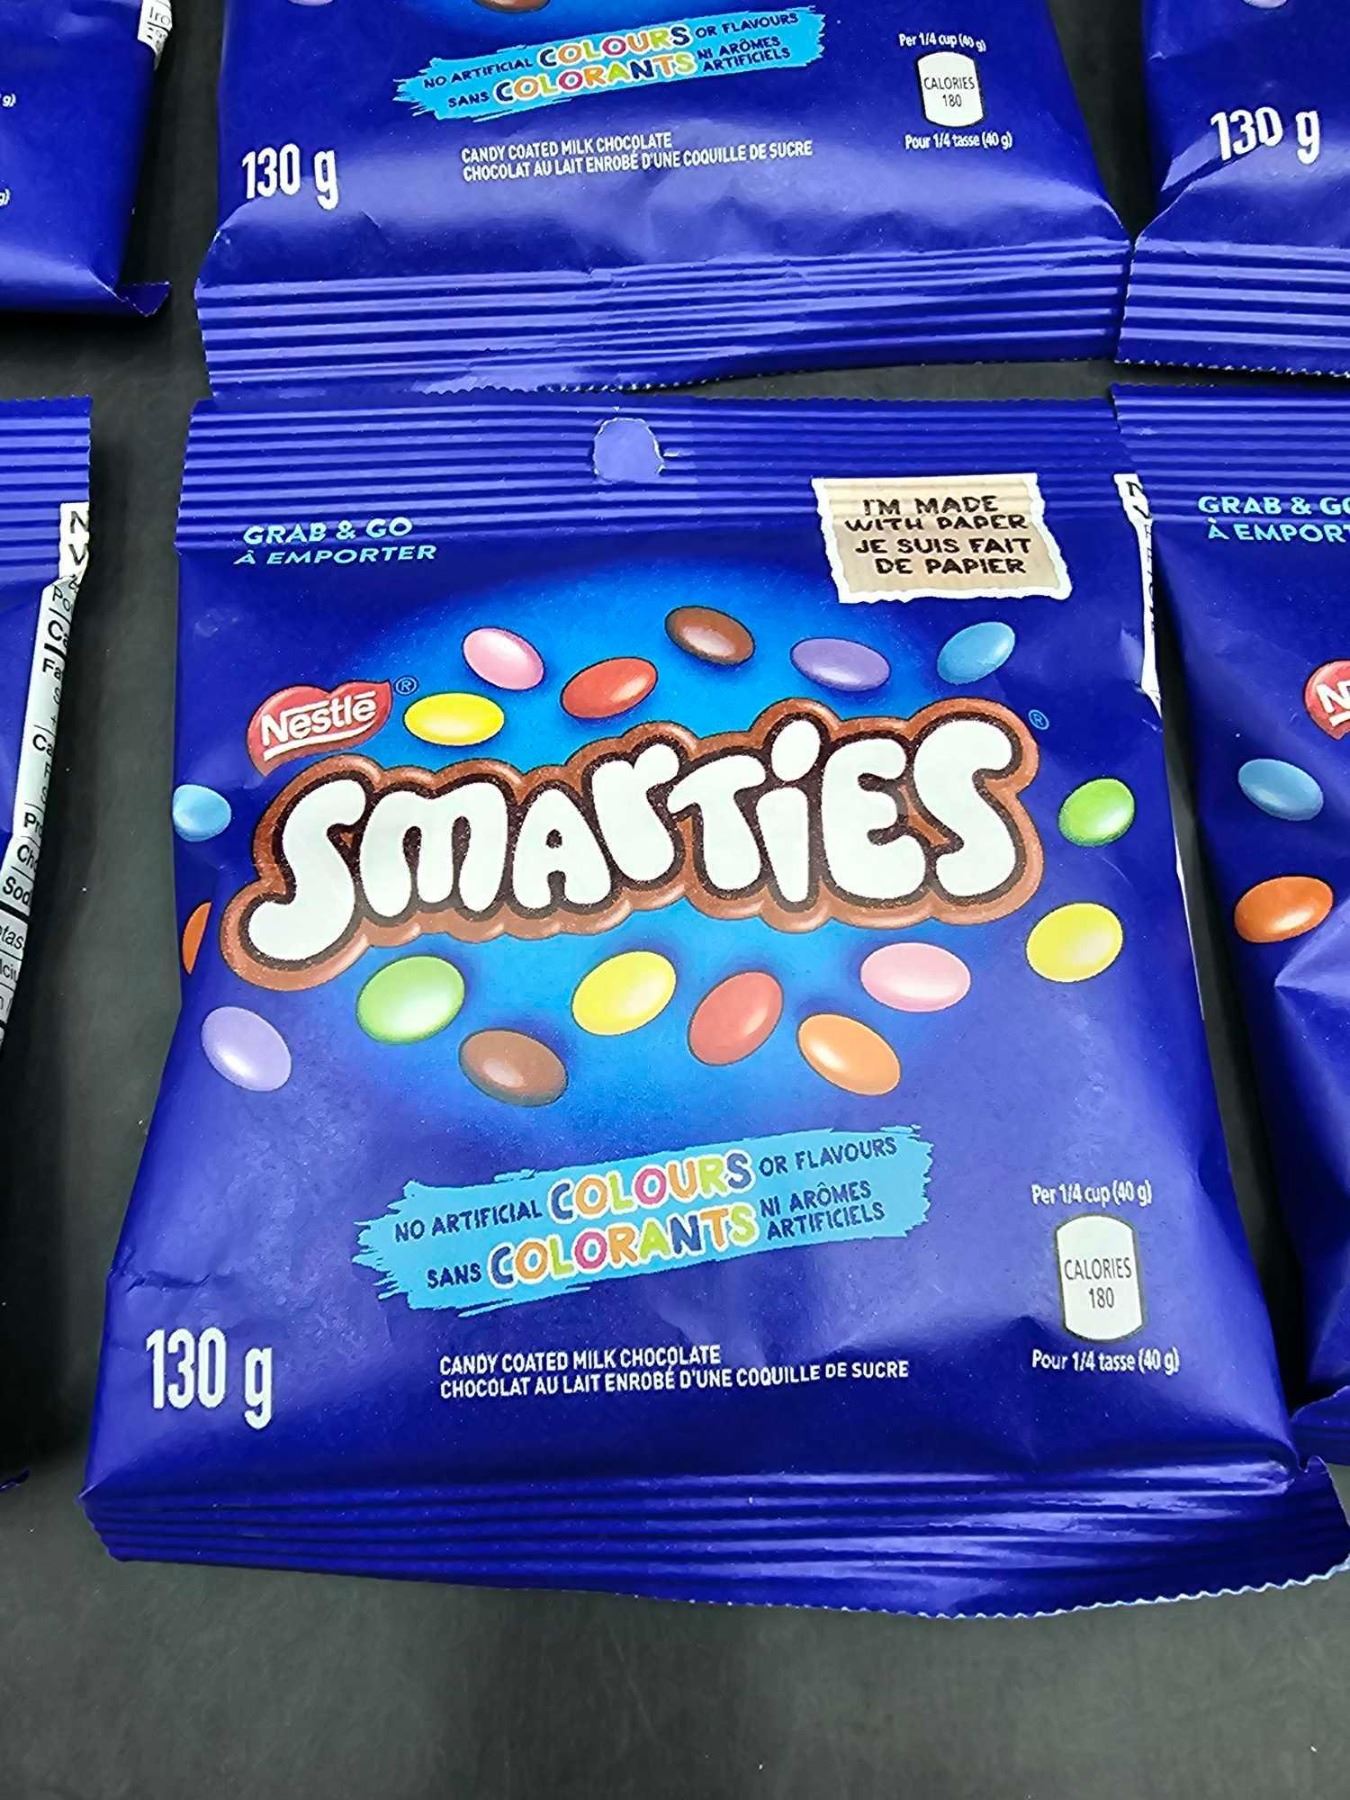 NO ARTIFICIAL COLOURS OR FLAVOURS
SANS COLORANTS NI ARÔMES ARTIFICIELS
Per 1/4 cup (40 g)
CALORIES
180
Pour 1/4 tasse (40 g)
130 g
CANDY COATED MILK CHOCOLATE
CHOCOLAT AU LAIT ENROBÉ D'UNE COQUILLE DE SUCRE
130 g
GRAB & GO
À EMPORTER
I'M MADE
WITH PAPER
JE SUIS FAIT
DE PAPIER
Nestlé®
SMARTIES®
NO ARTIFICIAL COLOURS OR FLAVOURS
SANS COLORANTS NI ARÔMES ARTIFICIELS
Per 1/4 cup (40 g)
CALORIES
180
Pour 1/4 tasse (40 g)
130 g
CANDY COATED MILK CHOCOLATE
CHOCOLAT AU LAIT ENROBÉ D'UNE COQUILLE DE SUCRE
GRAB & GO
À EMPORT